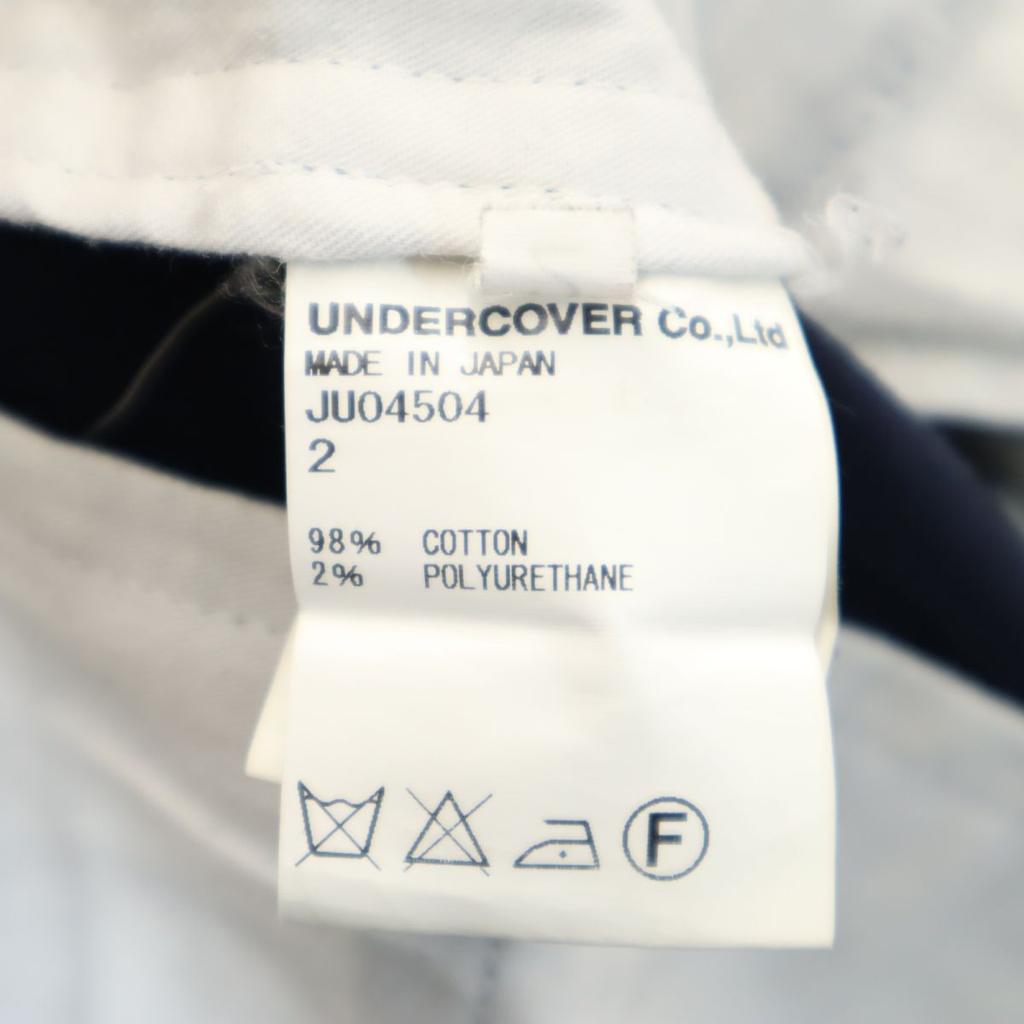 UNDERCOVER Co.,Ltd
MADE IN JAPAN
JU04504
2
98% COTTON
2% POLYURETHANE
F